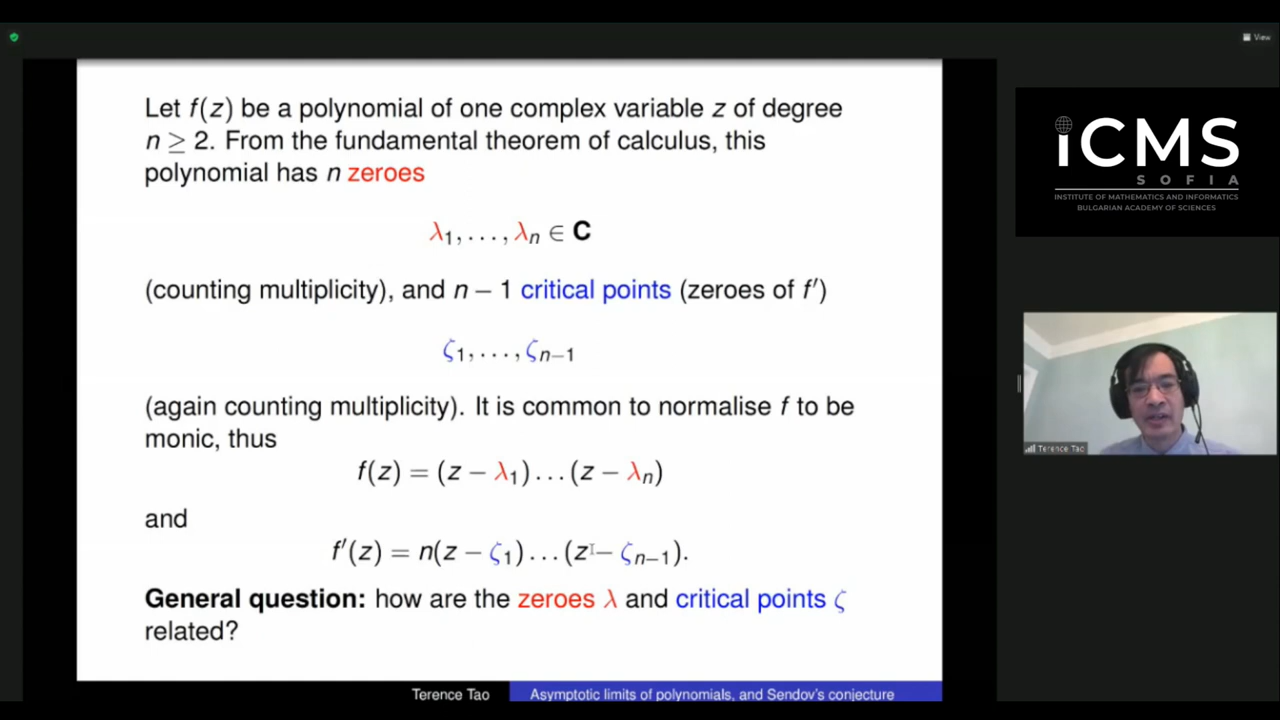 View
Let f(z) be a polynomial of one complex variable z of degree
n ≥ 2. From the fundamental theorem of calculus, this
polynomial has n zeroes
λ₁, . . . , λₙ ∈ C
(counting multiplicity), and n − 1 critical points (zeroes of f′)
ζ₁, . . . , ζₙ₋₁
(again counting multiplicity). It is common to normalise f to be
monic, thus
f(z) = (z − λ₁) . . . (z − λₙ)
and
f′(z) = n(z − ζ₁) . . . (z − ζₙ₋₁).
General question: how are the zeroes λ and critical points ζ
related?
Terence Tao Asymptotic limits of polynomials, and Sendov's conjecture
iCMS
SOFIA
INSTITUTE OF MATHEMATICS AND INFORMATICS
BULGARIAN ACADEMY OF SCIENCES
Terence Tao